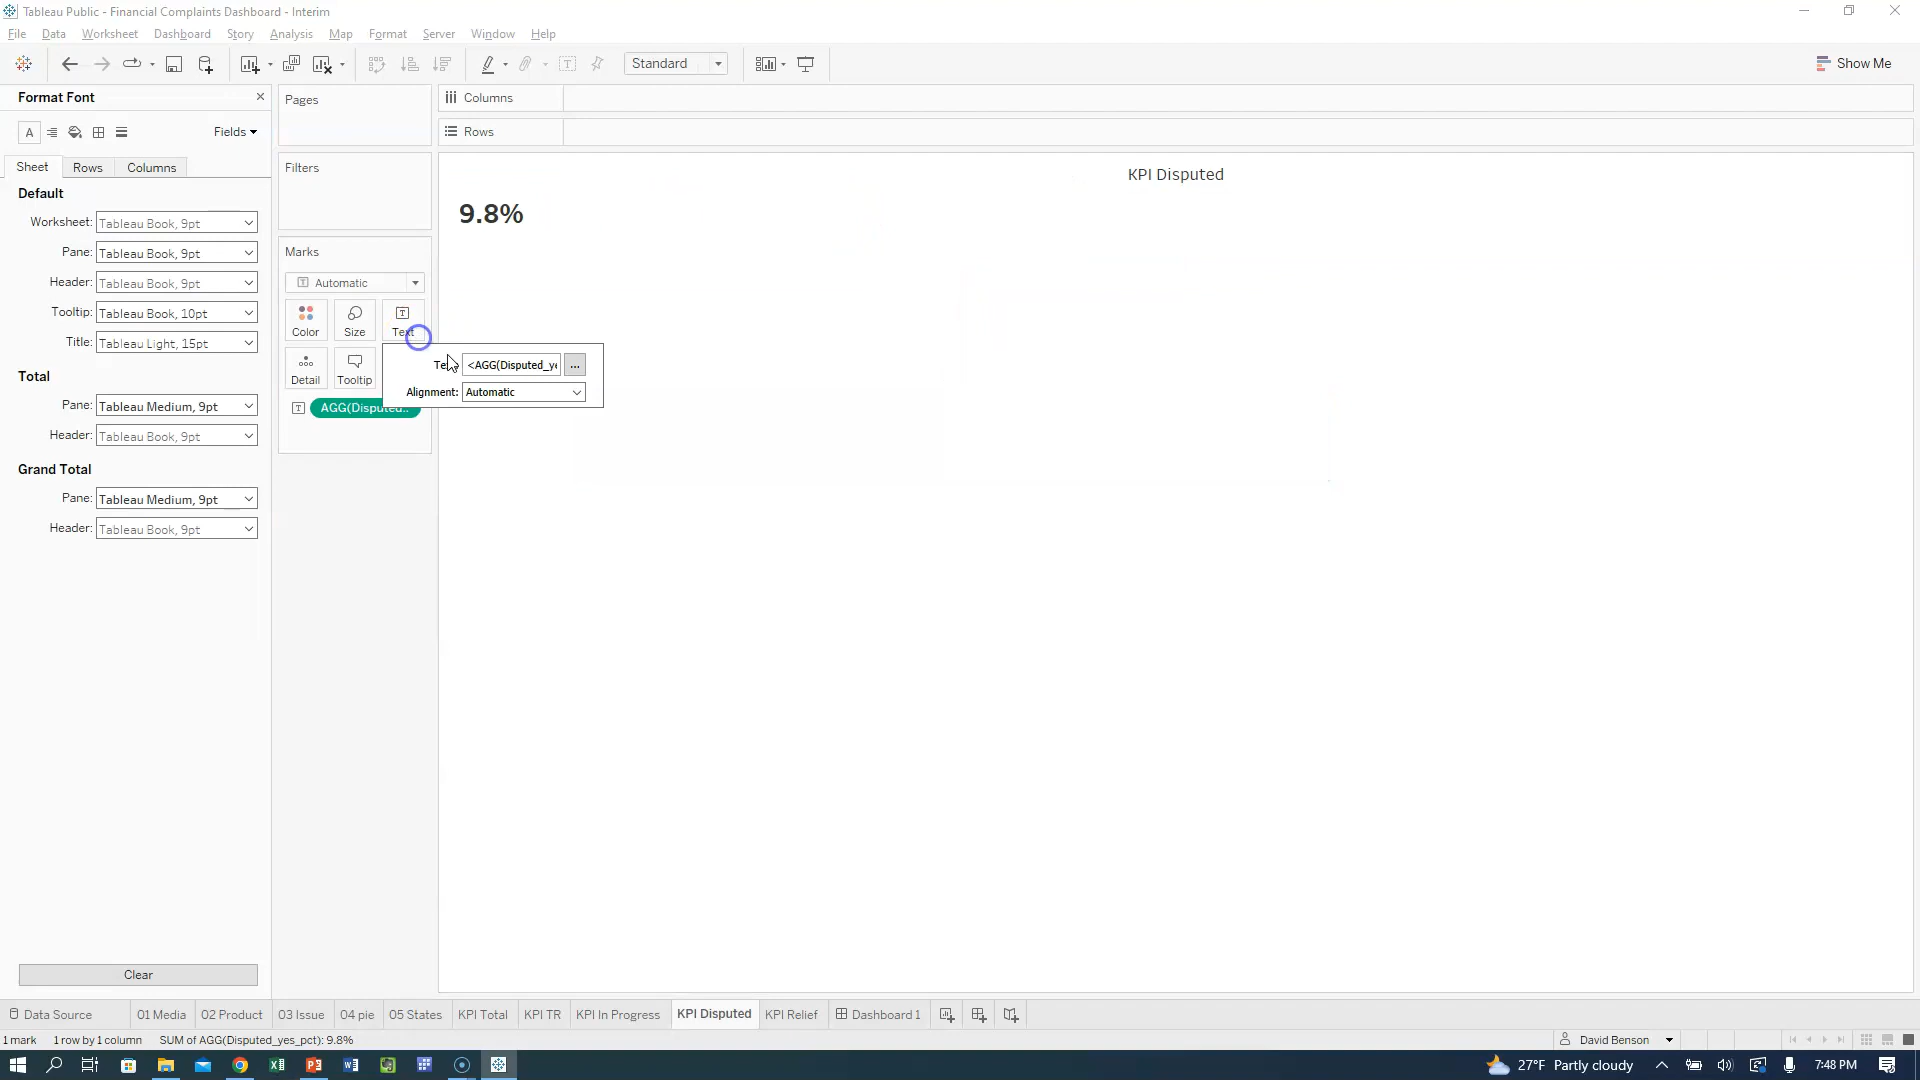 Tableau Public - Financial Complaints Dashboard - Interim
File Data Worksheet Dashboard Story Analysis Map Format Server Window Help
Standard
Show Me
Format Font
Fields
Sheet Rows Columns
Default
Worksheet: Tableau Book, 9pt
Pane: Tableau Book, 9pt
Header: Tableau Book, 9pt
Tooltip: Tableau Book, 10pt
Title: Tableau Light, 15pt
Total
Pane: Tableau Medium, 9pt
Header: Tableau Book, 9pt
Grand Total
Pane: Tableau Medium, 9pt
Header: Tableau Book, 9pt
Clear
Pages
Filters
Marks
Automatic
Color Size Text
Detail Tooltip
AGG(Disputed..
<AGG(Disputed_ye ...
Alignment: Automatic
Columns
Rows
KPI Disputed
9.8%
Data Source 01 Media 02 Product 03 Issue 04 pie 05 States KPI Total KPI TR KPI In Progress KPI Disputed KPI Relief Dashboard 1
1 mark 1 row by 1 column SUM of AGG(Disputed_yes_pct): 9.8%
David Benson
27°F Partly cloudy
7:48 PM